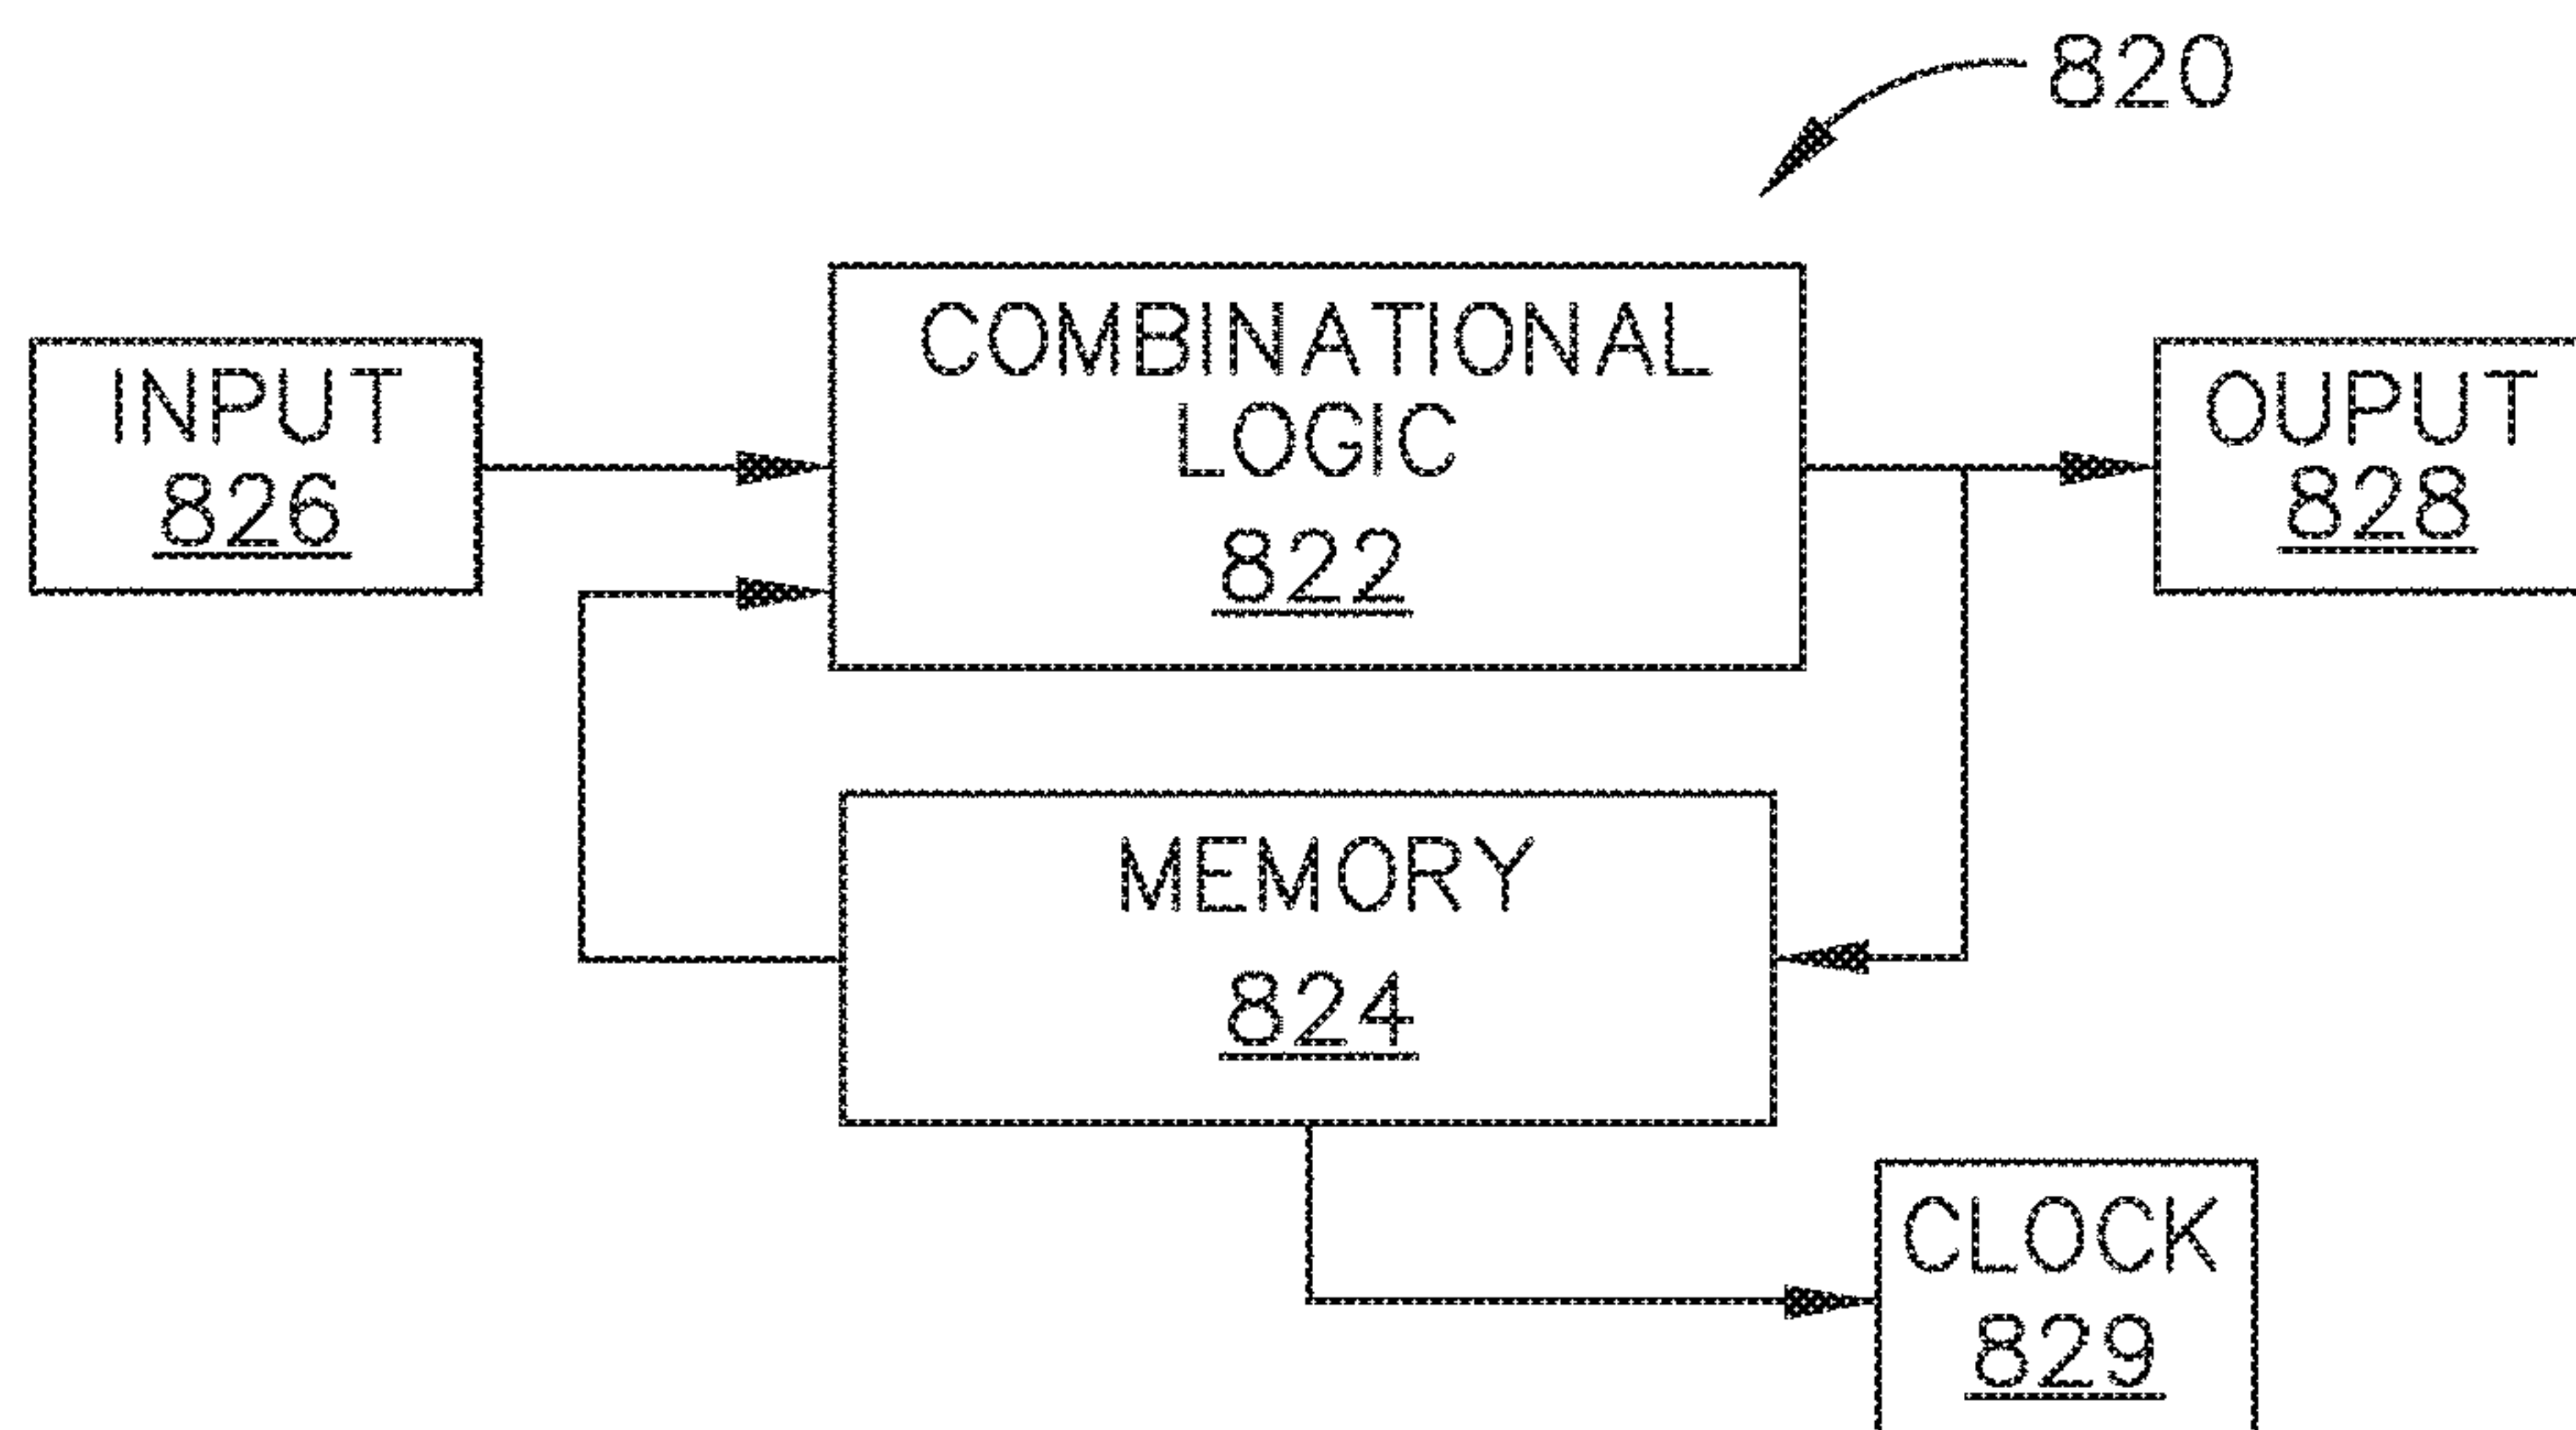 820
INPUT
826
COMBINATIONAL
LOGIC
822
OUPUT
828
MEMORY
824
CLOCK
829